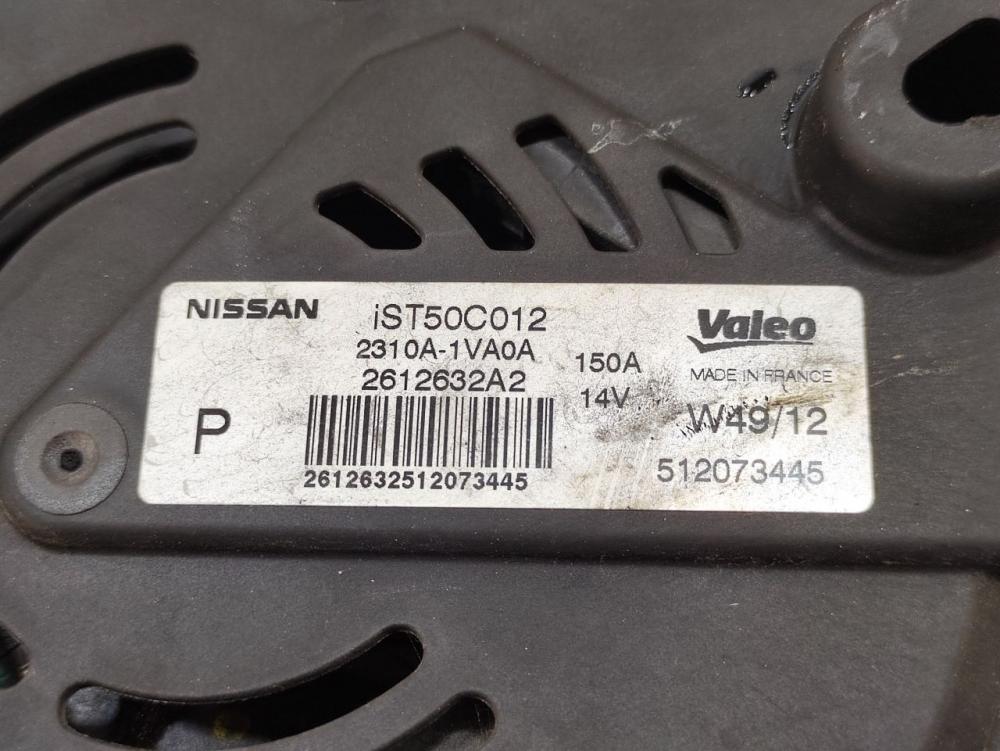 NISSAN
iST50C012
2310A-1VA0A
2612632A2
150A
14V
P
2612632512073445
Valeo
MADE IN FRANCE
W49/12
512073445